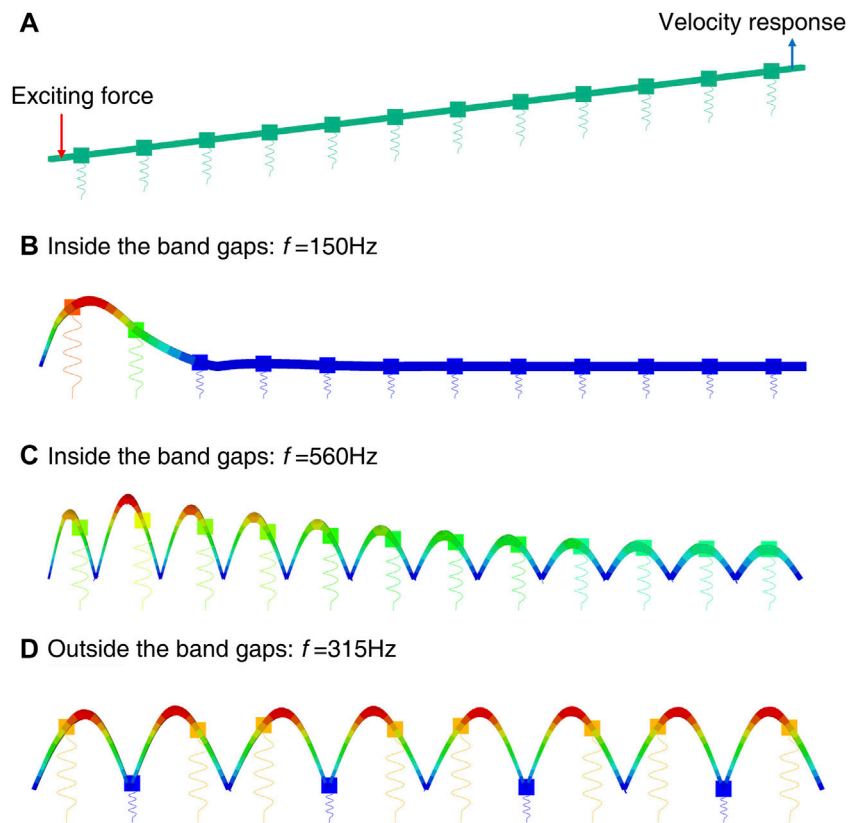 A
Velocity response
Exciting force
B Inside the band gaps: f=150Hz
C Inside the band gaps: f=560Hz
D Outside the band gaps: f=315Hz